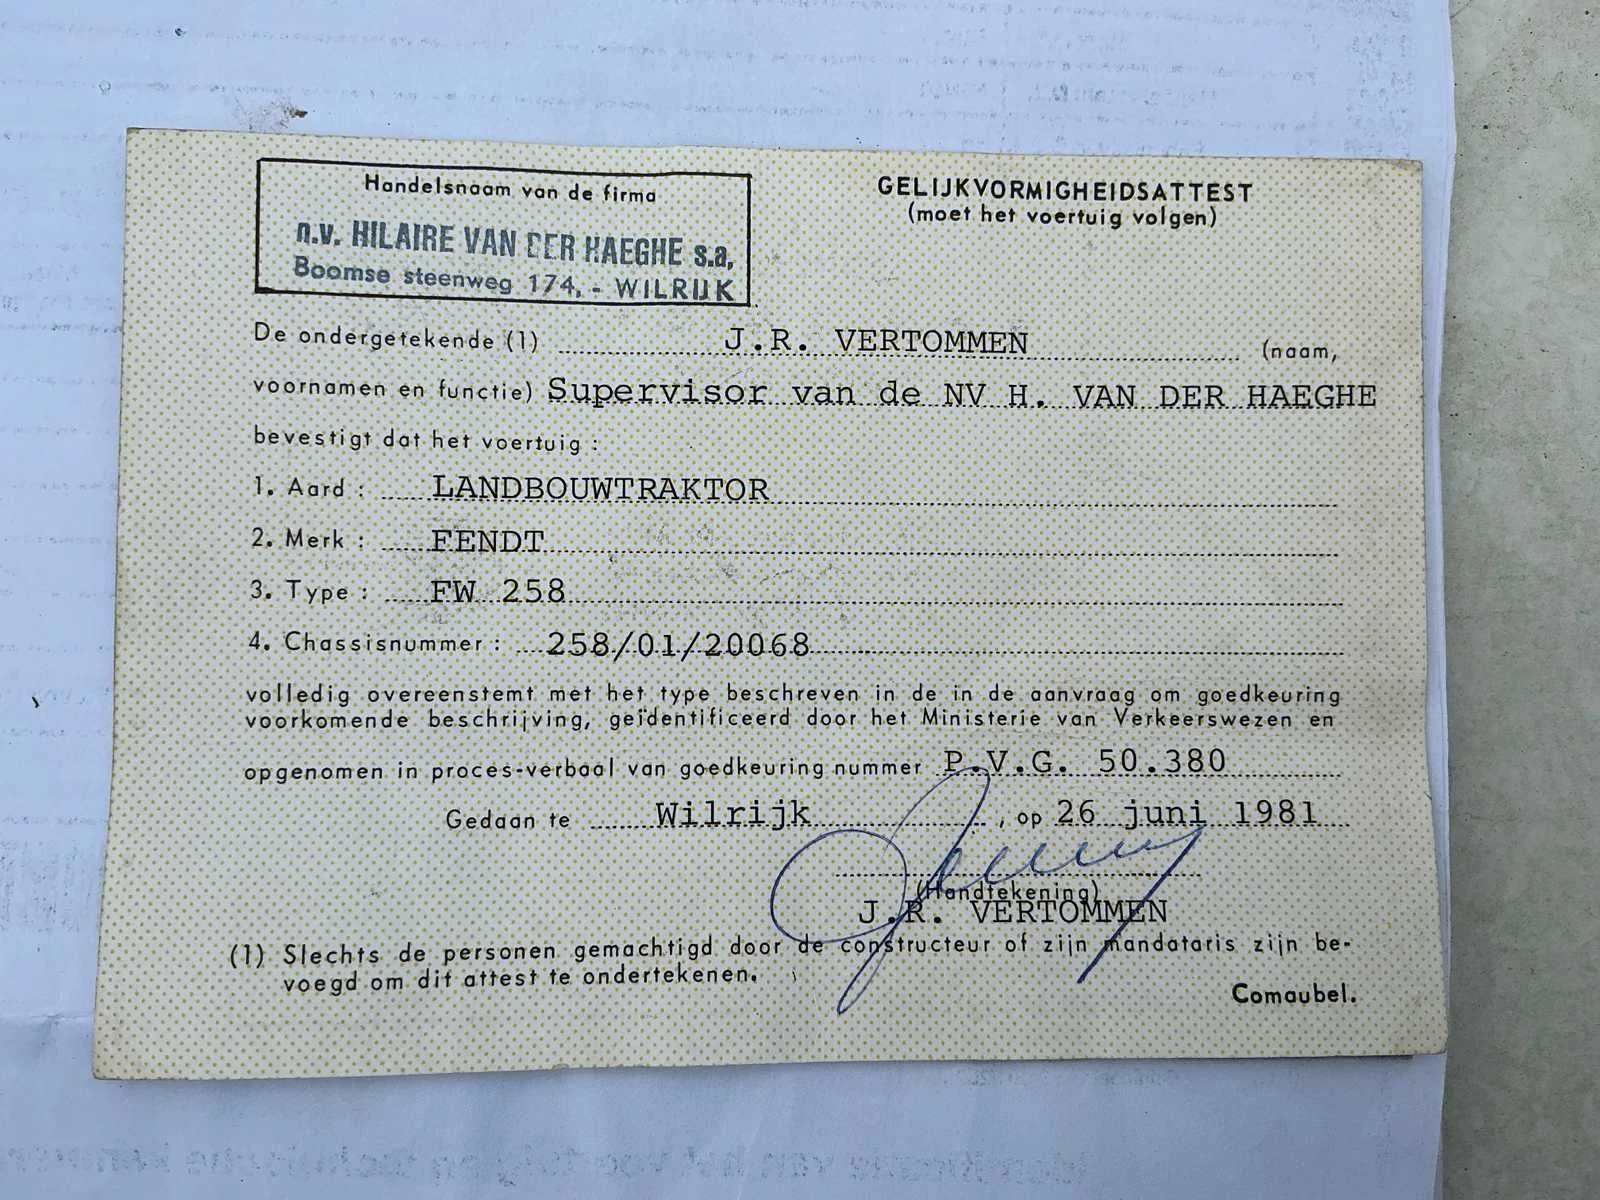 Handelsnaam van de firma
n.v. HILAIRE VAN DER HAEGHE s.a.
Boomse steenweg 174, - WILRIJK
GELIJKVORMIGHEIDSATTEST
(moet het voertuig volgen)
De ondergetekende (1) J.R. VERTOMMEN (naam,
voornamen en functie) Supervisor van de NV H. VAN DER HAEGHE
bevestigt dat het voertuig :
1. Aard : LANDBOUWTRAKTOR
2. Merk : FENDT
3. Type : FW 258
4. Chassisnummer : 258/01/20068
volledig overeenstemt met het type beschreven in de in de aanvraag om goedkeuring
voorkomende beschrijving, geïdentificeerd door het Ministerie van Verkeerswezen en
opgenomen in proces-verbaal van goedkeuring nummer P.V.G. 50.380
Gedaan te Wilrijk , op 26 juni 1981
(Handtekening)
J.R. VERTOMMEN
(1) Slechts de personen gemachtigd door de constructeur of zijn mandataris zijn be-
voegd om dit attest te ondertekenen.
Comaubel.